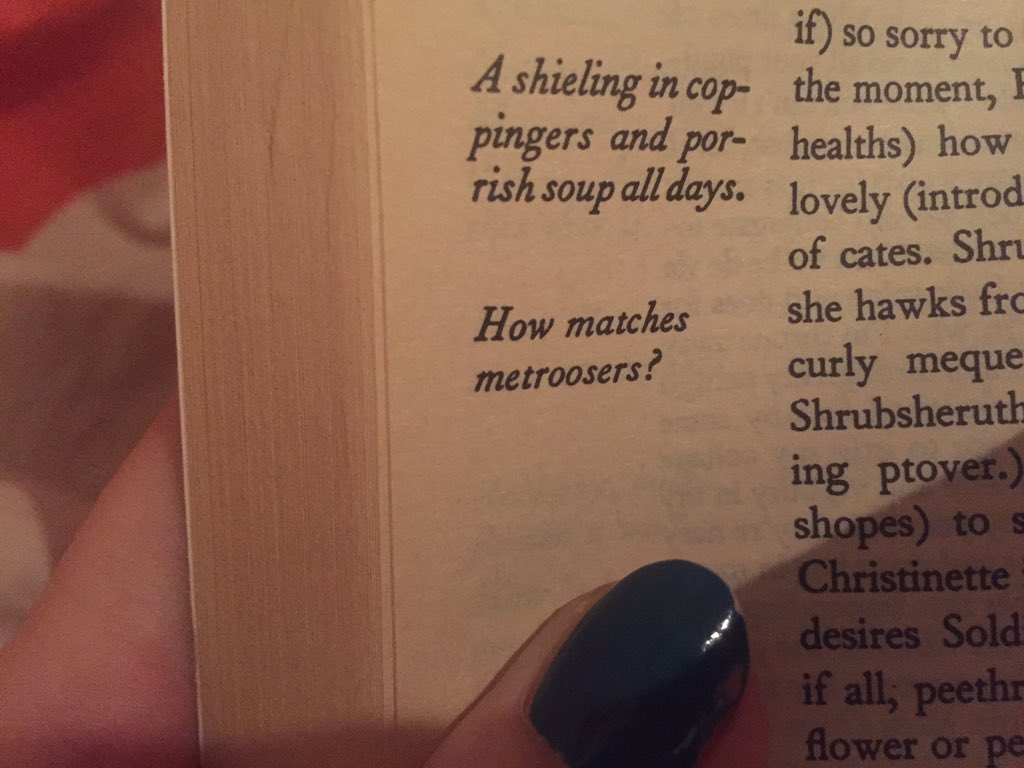 A shieling in cop-
pingers and por-
rish soup all days.
How matches
metroosers?
if) so sorry to
the moment,
healths) how
lovely (introd
of cates. Shru
she hawks fro
curly meque
Shrubsheruth
ing ptover.)
shopes) to s
Christinette
desires Sold
if all, peethr
flower or pe